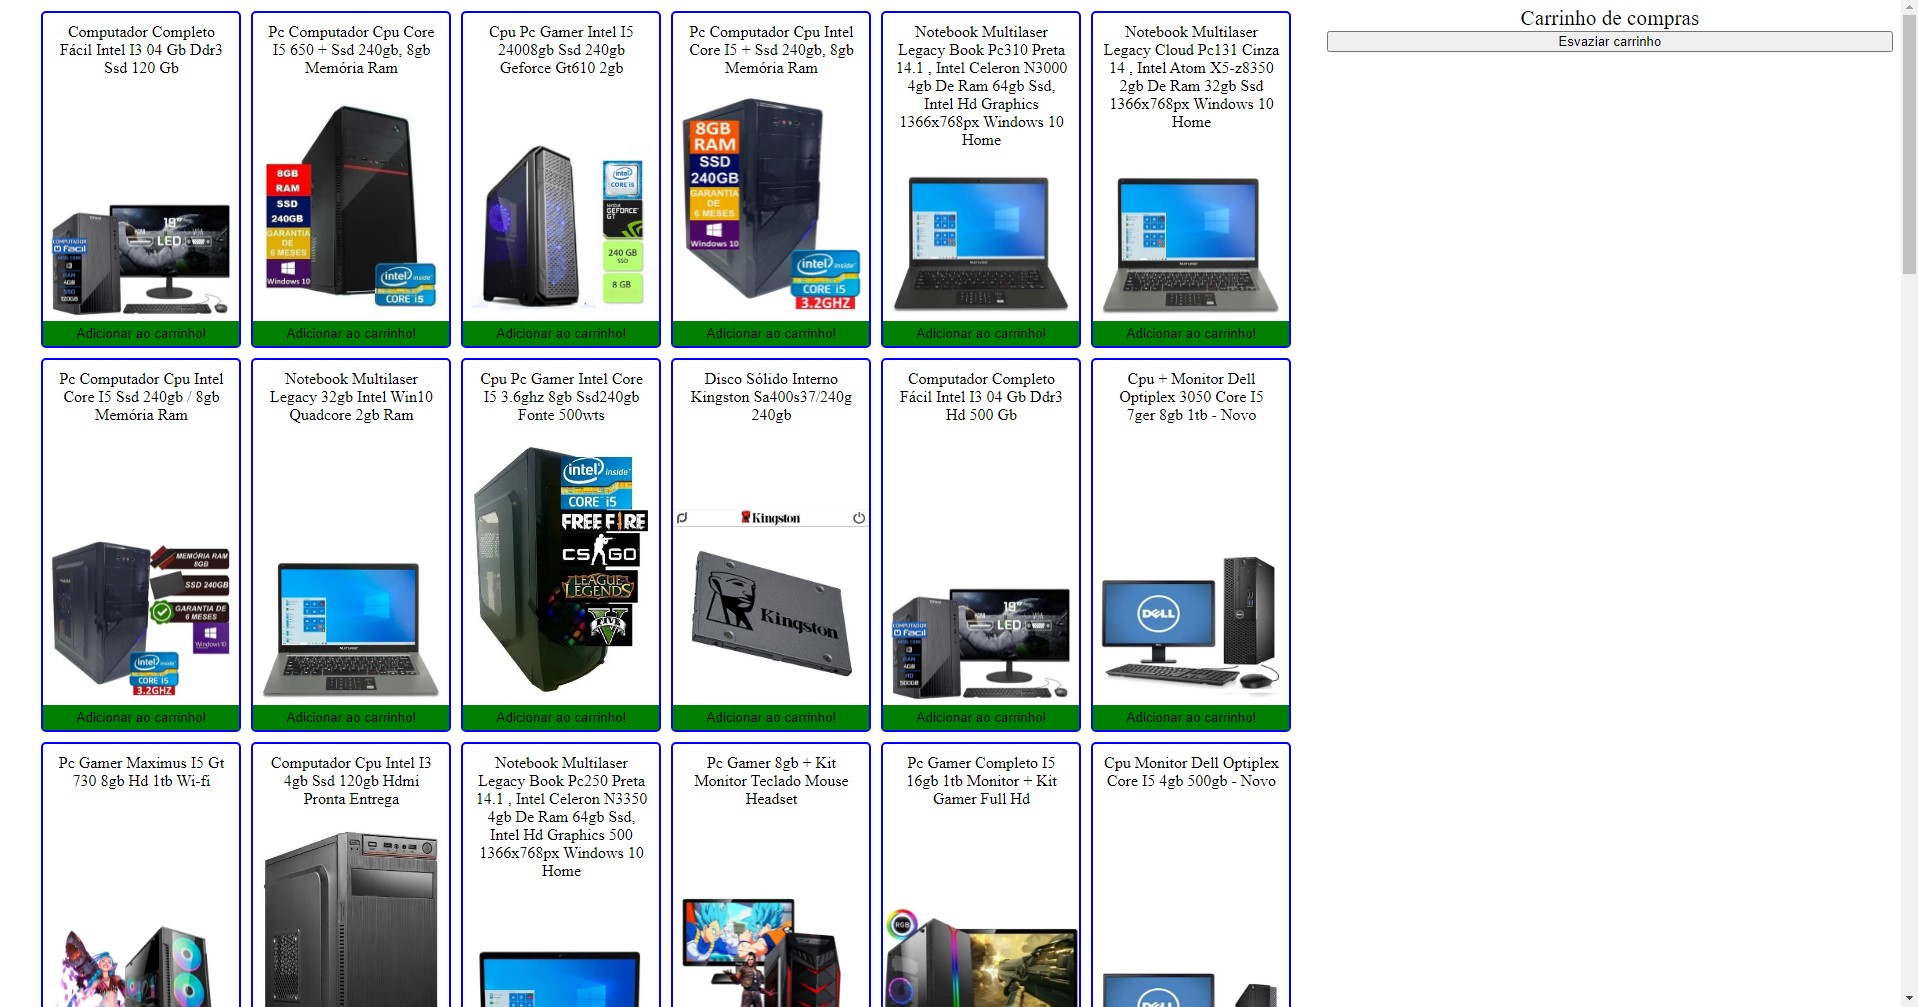 Carrinho de compras
Esvaziar carrinho
Computador Completo
Fácil Intel I3 04 Gb Ddr3
Ssd 120 Gb
COMPUTADOR
Fácil
19"
LED
Adicionar ao carrinho!
Pc Computador Cpu Core
I5 650 + Ssd 240gb, 8gb
Memória Ram
8GB
RAM
SSD
240GB
GARANTIA
DE
6 MESES
Windows 10
intel inside
CORE i5
Adicionar ao carrinho!
Cpu Pc Gamer Intel I5
24008gb Ssd 240gb
Geforce Gt610 2gb
intel
CORE i5
GEFORCE
GT
240 GB
SSD
8 GB
Adicionar ao carrinho!
Pc Computador Cpu Intel
Core I5 + Ssd 240gb, 8gb
Memória Ram
8GB
RAM
SSD
240GB
GARANTIA
DE
6 MESES
Windows 10
intel inside
CORE i5
3.2GHZ
Adicionar ao carrinho!
Notebook Multilaser
Legacy Book Pc310 Preta
14.1 , Intel Celeron N3000
4gb De Ram 64gb Ssd,
Intel Hd Graphics
1366x768px Windows 10
Home
Adicionar ao carrinho!
Notebook Multilaser
Legacy Cloud Pc131 Cinza
14 , Intel Atom X5-z8350
2gb De Ram 32gb Ssd
1366x768px Windows 10
Home
Adicionar ao carrinho!
Pc Computador Cpu Intel
Core I5 Ssd 240gb / 8gb
Memória Ram
MEMÓRIA RAM
8GB
SSD 240GB
GARANTIA DE
6 MESES
Windows 10
intel inside
CORE i5
3.2GHZ
Adicionar ao carrinho!
Notebook Multilaser
Legacy 32gb Intel Win10
Quadcore 2gb Ram
Adicionar ao carrinho!
Cpu Pc Gamer Intel Core
I5 3.6ghz 8gb Ssd240gb
Fonte 500wts
intel inside
CORE i5
FREE FIRE
CS GO
LEAGUE
LEGENDS
V
FIVE
Adicionar ao carrinho!
Disco Sólido Interno
Kingston Sa400s37/240g
240gb
Kingston
Kingston
Adicionar ao carrinho!
Computador Completo
Fácil Intel I3 04 Gb Ddr3
Hd 500 Gb
COMPUTADOR
Fácil
19"
LED
Adicionar ao carrinho!
Cpu + Monitor Dell
Optiplex 3050 Core I5
7ger 8gb 1tb - Novo
DELL
Adicionar ao carrinho!
Pc Gamer Maximus I5 Gt
730 8gb Hd 1tb Wi-fi
Computador Cpu Intel I3
4gb Ssd 120gb Hdmi
Pronta Entrega
Notebook Multilaser
Legacy Book Pc250 Preta
14.1 , Intel Celeron N3350
4gb De Ram 64gb Ssd,
Intel Hd Graphics 500
1366x768px Windows 10
Home
Pc Gamer 8gb + Kit
Monitor Teclado Mouse
Headset
Pc Gamer Completo I5
16gb 1tb Monitor + Kit
Gamer Full Hd
RGB
Cpu Monitor Dell Optiplex
Core I5 4gb 500gb - Novo
DELL